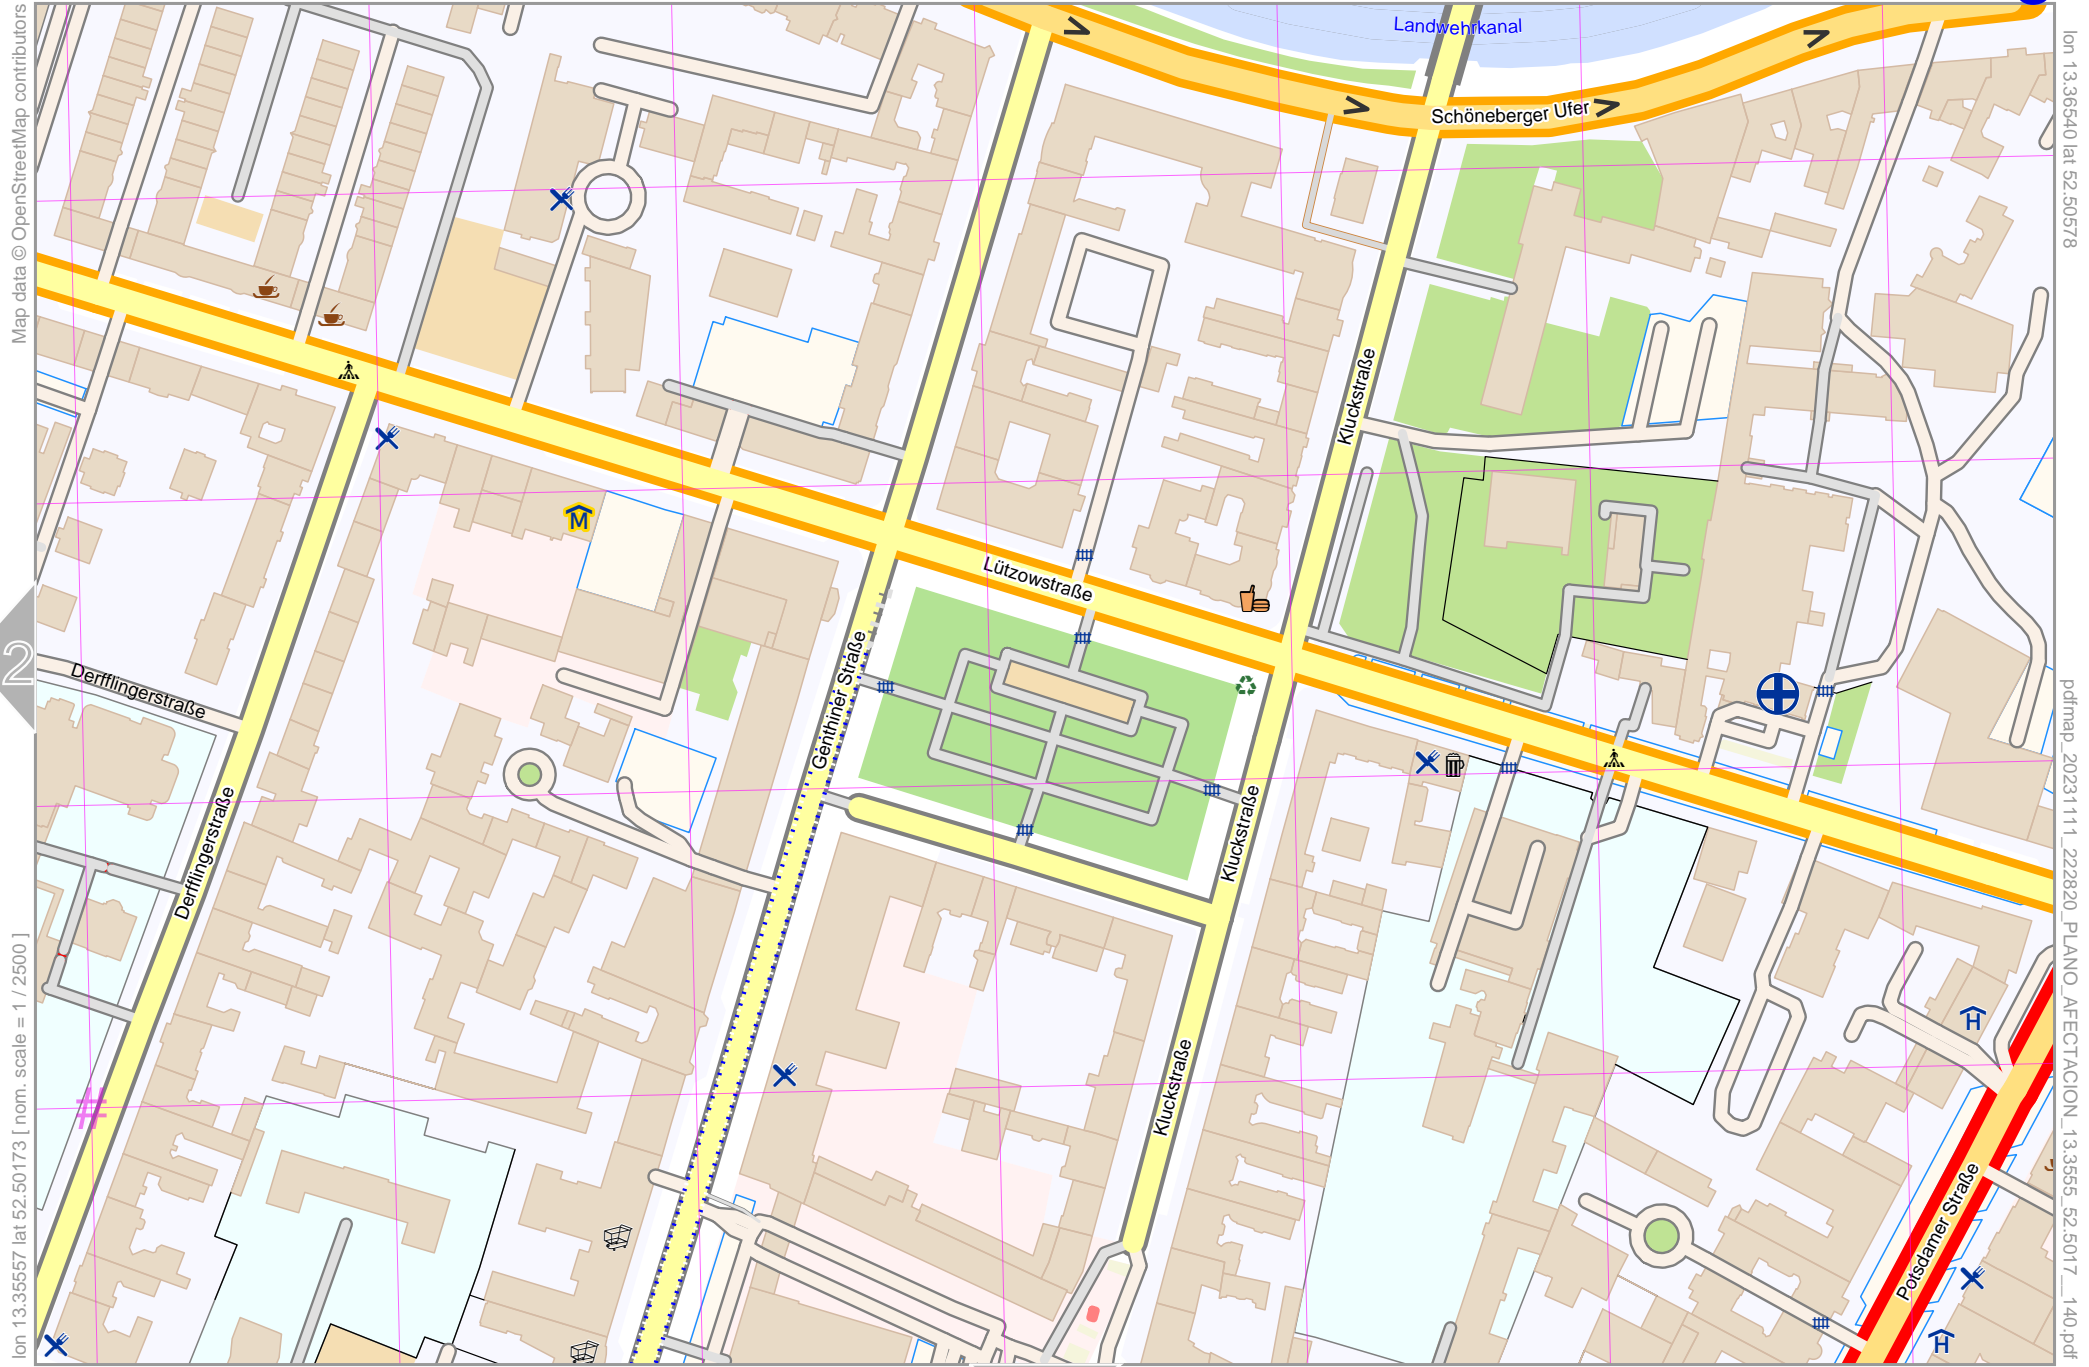 Map data © OpenStreetMap contributors
lon 13.35557 lat 52.50173 [ nom. scale = 1 / 2500 ]
lon 13.36540 lat 52.50578
pdfmap_20231111_222820_PLANO_AFECTACION_13.3555_52.5017__140.pdf
2
Landwehrkanal
Schöneberger Ufer
Kluckstraße
M
Lützowstraße
Genthiner Straße
Derfflingerstraße
Derfflingerstraße
Kluckstraße
H
Kluckstraße
#
Potsdamer Straße
H